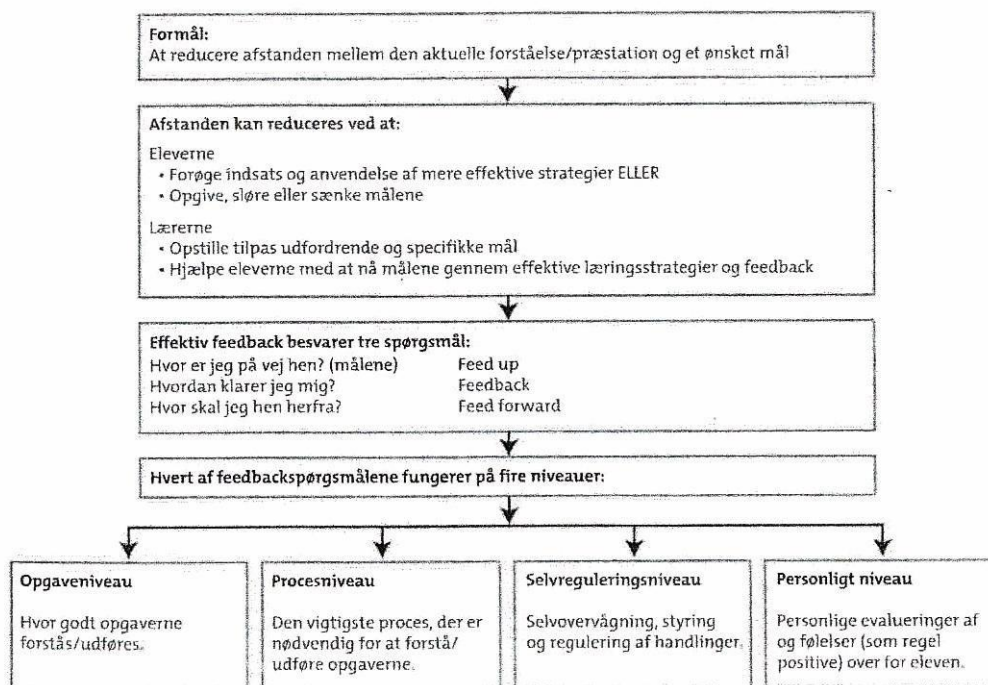 Formål:
At reducere afstanden mellem den aktuelle forståelse/præstation og et ønsket mål
Afstanden kan reduceres ved at:
Eleverne
• Forøge indsats og anvendelse af mere effektive strategier ELLER
• Opgive, sløre eller sænke målene
Lærerne
• Opstille tilpas udfordrende og specifikke mål
• Hjælpe eleverne med at nå målene gennem effektive læringsstrategier og feedback
Effektiv feedback besvarer tre spørgsmål:
Hvor er jeg på vej hen? (målene) Feed up
Hvordan klarer jeg mig? Feedback
Hvor skal jeg hen herfra? Feed forward
Hvert af feedbackspørgsmålene fungerer på fire niveauer:
Opgaveniveau
Hvor godt opgaverne
forstås/udføres.
Procesniveau
Den vigtigste proces, der er
nødvendig for at forstå/
udføre opgaverne.
Selvreguleringsniveau
Selvovervågning, styring
og regulering af handlinger.
Personligt niveau
Personlige evalueringer af
og følelser (som regel
positive) over for eleven.